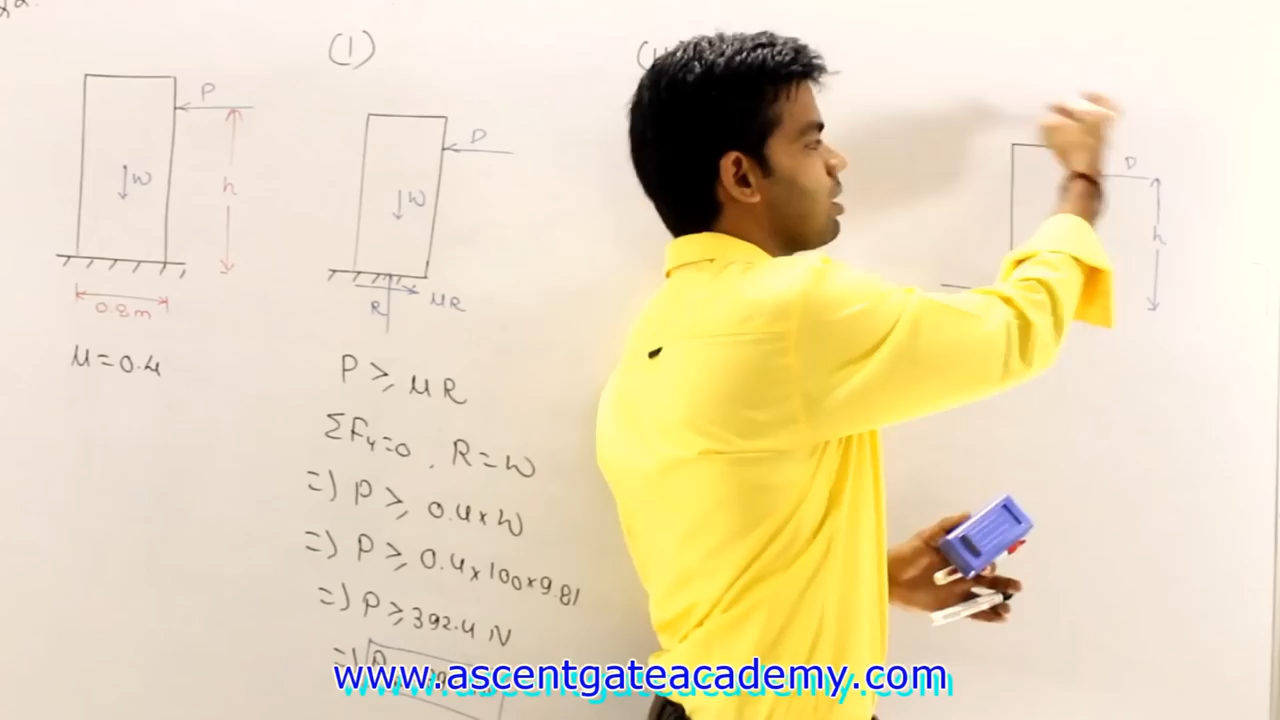 P
W
h
0.8m
μ=0.4
(1)
P
W
R
μR
P ≥ μR
ΣFy=0 , R=W
=) P ≥ 0.4×W
=) P ≥ 0.4×100×9.81
=) P ≥ 392.4 N
P
h
www.ascentgateacademy.com